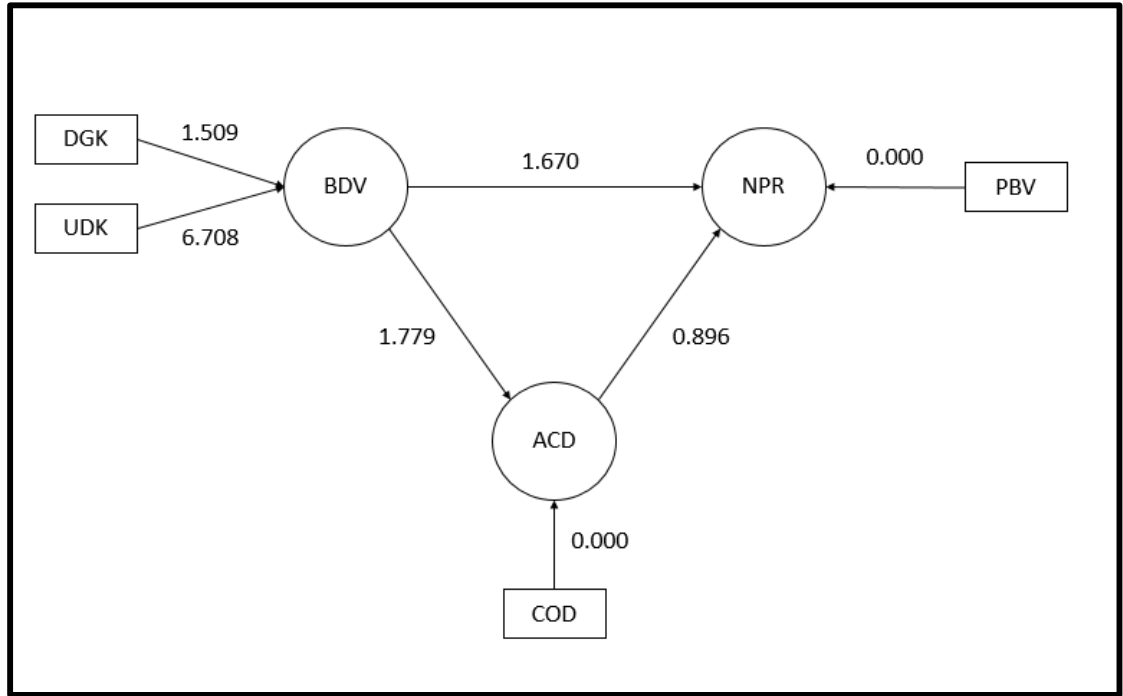 DGK
1.509
UDK
6.708
BDV
1.670
NPR
0.000
PBV
1.779
0.896
ACD
0.000
COD